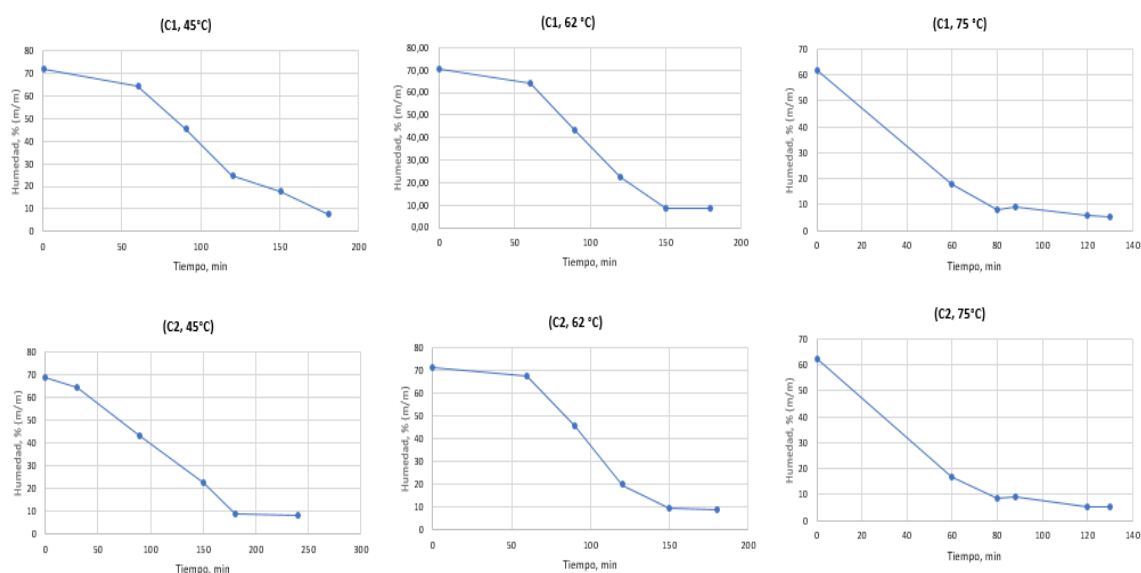 (C1, 45°C)
80
70
60
50
40
30
20
10
0
Humedad, % (m/m)
0 50 100 150 200
Tiempo, min
(C1, 62 °C)
80,00
70,00
60,00
50,00
40,00
30,00
20,00
10,00
0,00
Humedad, % (m/m)
0 50 100 150 200
Tiempo, min
(C1, 75 °C)
70
60
50
40
30
20
10
0
Humedad, % (m/m)
0 20 40 60 80 100 120 140
Tiempo, min
(C2, 45°C)
80
70
60
50
40
30
20
10
0
Humedad, % (m/m)
0 50 100 150 200 250 300
Tiempo, min
(C2, 62 °C)
80
70
60
50
40
30
20
10
0
Humedad, % (m/m)
0 50 100 150 200
Tiempo, min
(C2, 75°C)
70
60
50
40
30
20
10
0
Humedad, % (m/m)
0 20 40 60 80 100 120 140
Tiempo, min